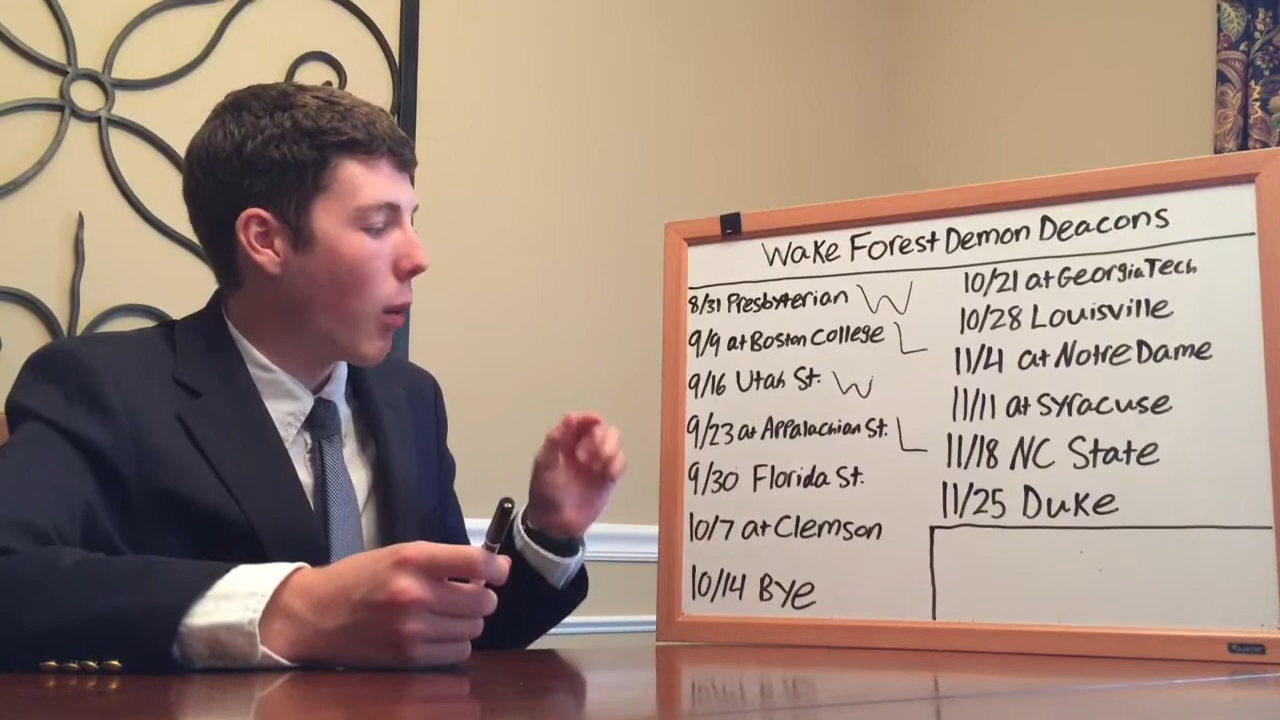 Wake Forest Demon Deacons
8/31 Presbyterian W
9/9 at Boston College L
9/16 Utah St. W
9/23 at Appalachian St. L
9/30 Florida St.
10/7 at Clemson
10/14 Bye
10/21 at Georgia Tech
10/28 Louisville
11/4 at Notre Dame
11/11 at Syracuse
11/18 NC State
11/25 Duke